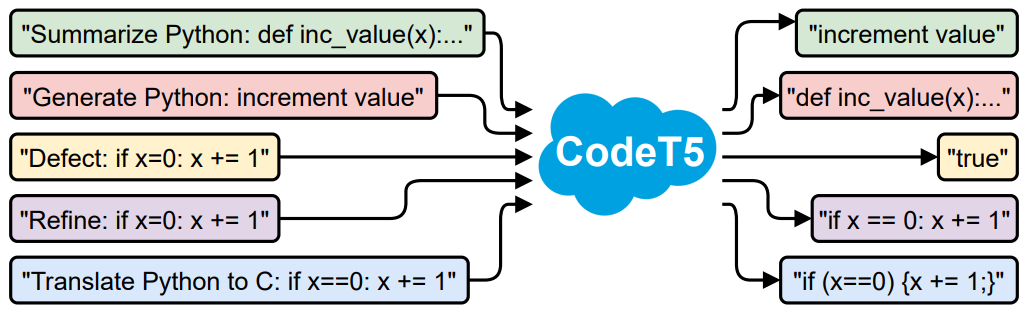 "Summarize Python: def inc_value(x):..."
"Generate Python: increment value"
"Defect: if x=0: x += 1"
"Refine: if x=0: x += 1"
"Translate Python to C: if x==0: x += 1"
CodeT5
"increment value"
"def inc_value(x):..."
"true"
"if x == 0: x += 1"
"if (x==0) {x += 1;}"